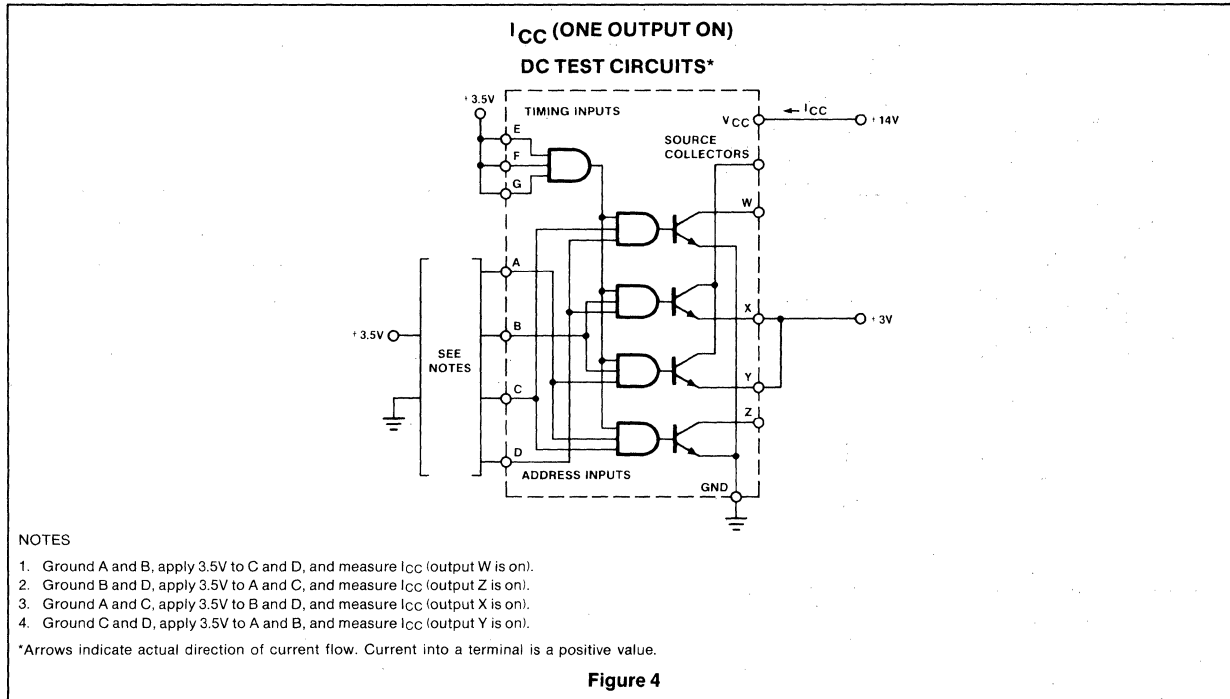 ICC (ONE OUTPUT ON)
DC TEST CIRCUITS*
+ 3.5V
TIMING INPUTS
E
F
G
VCC
← ICC
+ 14V
SOURCE
COLLECTORS
W
A
B
+ 3.5V
SEE
NOTES
C
D
X
+ 3V
Y
Z
ADDRESS INPUTS
GND
NOTES
1. Ground A and B, apply 3.5V to C and D, and measure ICC (output W is on).
2. Ground B and D, apply 3.5V to A and C, and measure ICC (output Z is on).
3. Ground A and C, apply 3.5V to B and D, and measure ICC (output X is on).
4. Ground C and D, apply 3.5V to A and B, and measure ICC (output Y is on).
*Arrows indicate actual direction of current flow. Current into a terminal is a positive value.
Figure 4